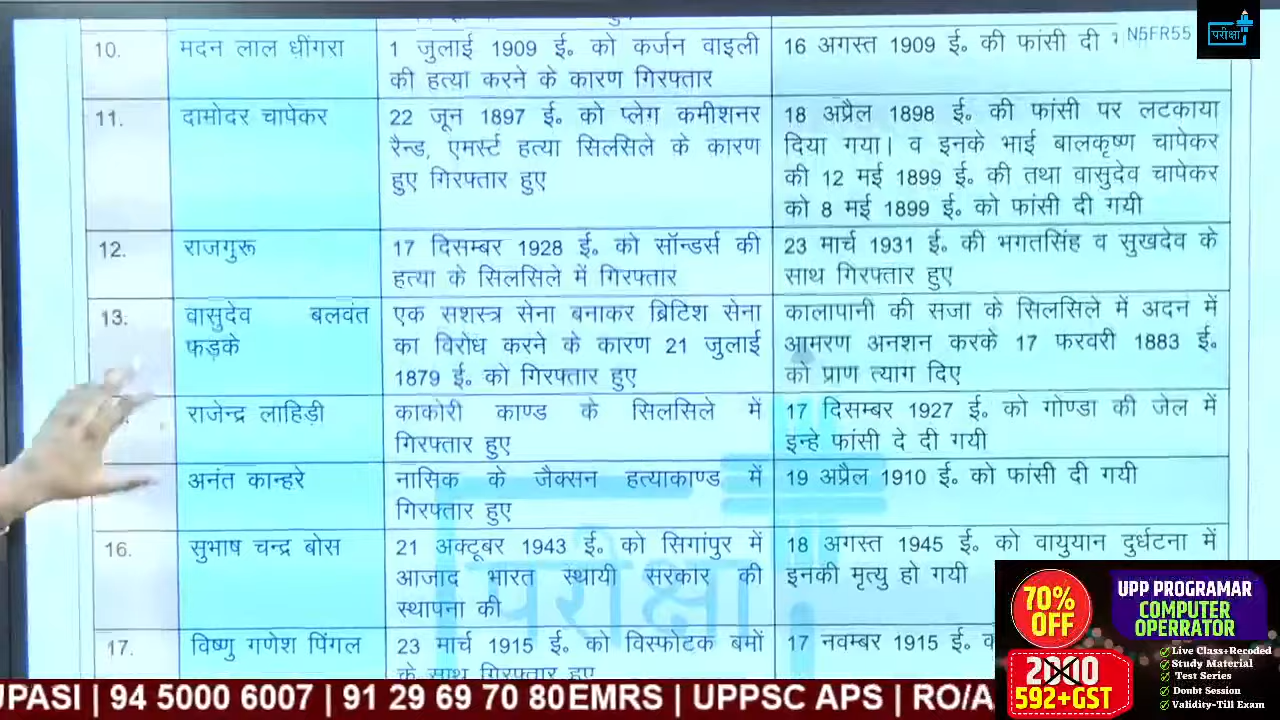 10. मदन लाल धींगरा
1 जुलाई 1909 ई॰ को कर्जन वाइली
की हत्या करने के कारण गिरफ्तार
16 अगस्त 1909 ई॰ की फांसी दी
N5FR55
परीक्षा
11. दामोदर चापेकर
22 जून 1897 ई॰ को प्लेग कमीशनर
रैन्ड, एमर्स्ट हत्या सिलसिले के कारण
हुए गिरफ्तार हुए
18 अप्रैल 1898 ई॰ की फांसी पर लटकाया
दिया गया। व इनके भाई बालकृष्ण चापेकर
की 12 मई 1899 ई॰ की तथा वासुदेव चापेकर
को 8 मई 1899 ई॰ को फांसी दी गयी
12. राजगुरू
17 दिसम्बर 1928 ई॰ को सॉन्डर्स की
हत्या के सिलसिले में गिरफ्तार
23 मार्च 1931 ई॰ की भगतसिंह व सुखदेव के
साथ गिरफ्तार हुए
13. वासुदेव बलवंत
फड़के
एक सशस्त्र सेना बनाकर ब्रिटिश सेना
का विरोध करने के कारण 21 जुलाई
1879 ई॰ को गिरफ्तार हुए
कालापानी की सजा के सिलसिले में अदन में
आमरण अनशन करके 17 फरवरी 1883 ई॰
को प्राण त्याग दिए
राजेन्द्र लाहिड़ी
काकोरी काण्ड के सिलसिले में
गिरफ्तार हुए
17 दिसम्बर 1927 ई॰ को गोण्डा की जेल में
इन्हे फांसी दे दी गयी
अनंत कान्हरे
नासिक के जैक्सन हत्याकाण्ड में
गिरफ्तार हुए
19 अप्रैल 1910 ई॰ को फांसी दी गयी
16. सुभाष चन्द्र बोस
21 अक्टूबर 1943 ई॰ को सिगांपुर में
आजाद भारत स्थायी सरकार की
स्थापना की
18 अगस्त 1945 ई॰ को वायुयान दुर्धटना में
इनकी मृत्यु हो गयी
17. विष्णु गणेश पिंगल
23 मार्च 1915 ई॰ को विस्फोटक बमों
के साथ गिरफ्तार हुए
17 नवम्बर 1915 ई॰
परीक्षा
70%
OFF
2000
592+GST
UPP PROGRAMAR
COMPUTER
OPERRATOR
Live Class+Recoded
Study Material
Test Series
Doubt Session
Validity-Till Exam
UPASI | 94 5000 6007 | 91 29 69 70 80 EMRS | UPPSC APS | RO/A